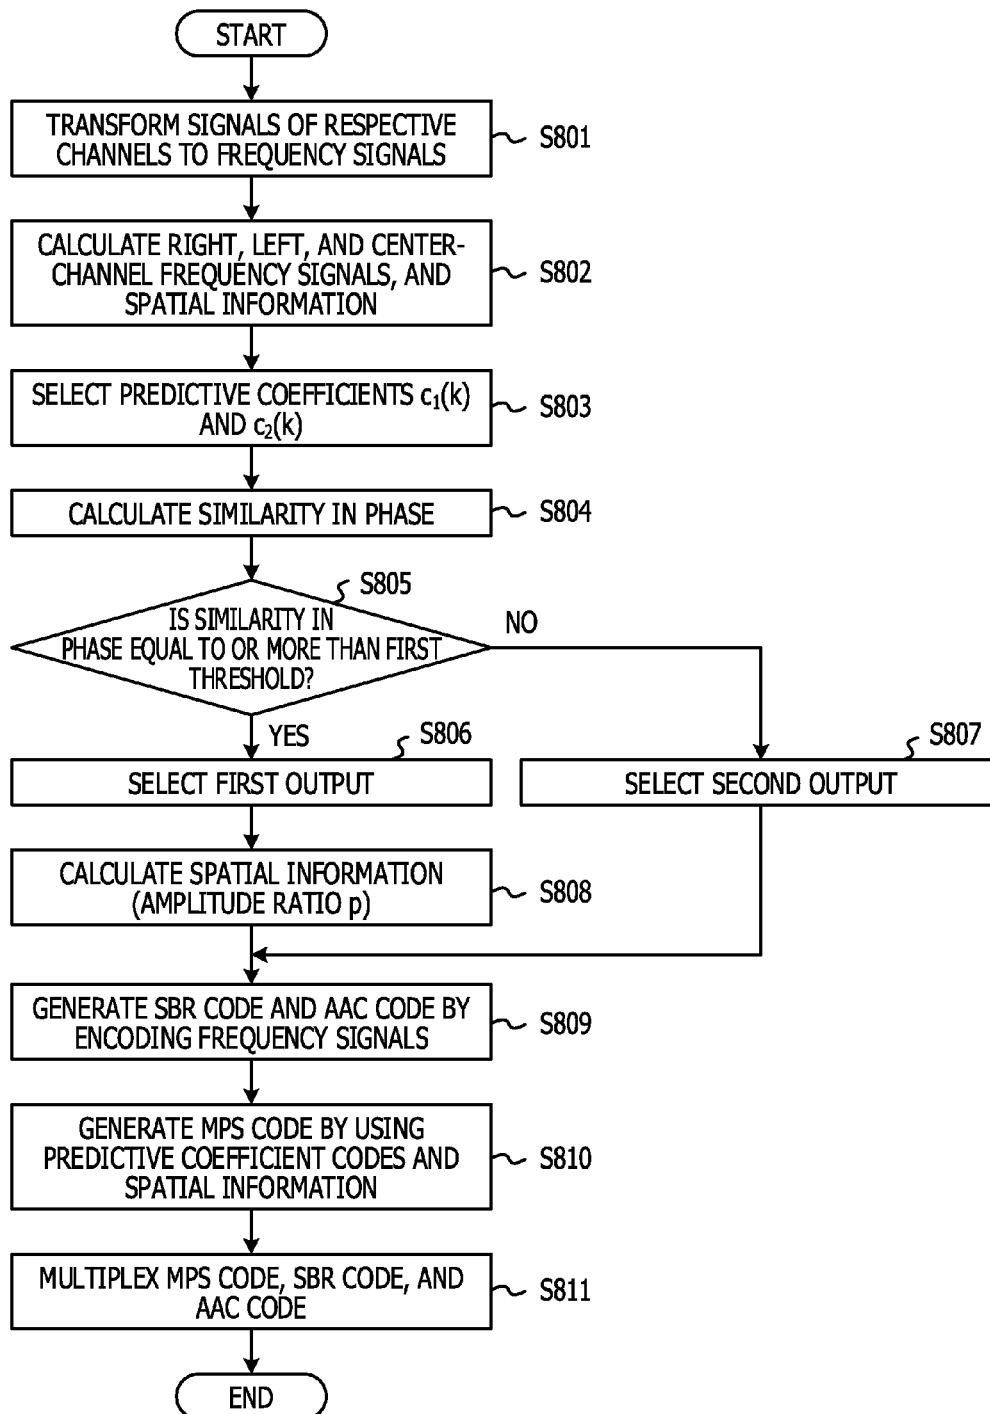 START
TRANSFORM SIGNALS OF RESPECTIVE
CHANNELS TO FREQUENCY SIGNALS
S801
CALCULATE RIGHT, LEFT, AND CENTER-
CHANNEL FREQUENCY SIGNALS, AND
SPATIAL INFORMATION
S802
SELECT PREDICTIVE COEFFICIENTS c₁(k)
AND c₂(k)
S803
CALCULATE SIMILARITY IN PHASE
S804
S805
IS SIMILARITY IN
PHASE EQUAL TO OR MORE THAN FIRST
THRESHOLD?
NO
YES
S806
SELECT FIRST OUTPUT
S807
SELECT SECOND OUTPUT
CALCULATE SPATIAL INFORMATION
(AMPLITUDE RATIO p)
S808
GENERATE SBR CODE AND AAC CODE BY
ENCODING FREQUENCY SIGNALS
S809
GENERATE MPS CODE BY USING
PREDICTIVE COEFFICIENT CODES AND
SPATIAL INFORMATION
S810
MULTIPLEX MPS CODE, SBR CODE, AND
AAC CODE
S811
END